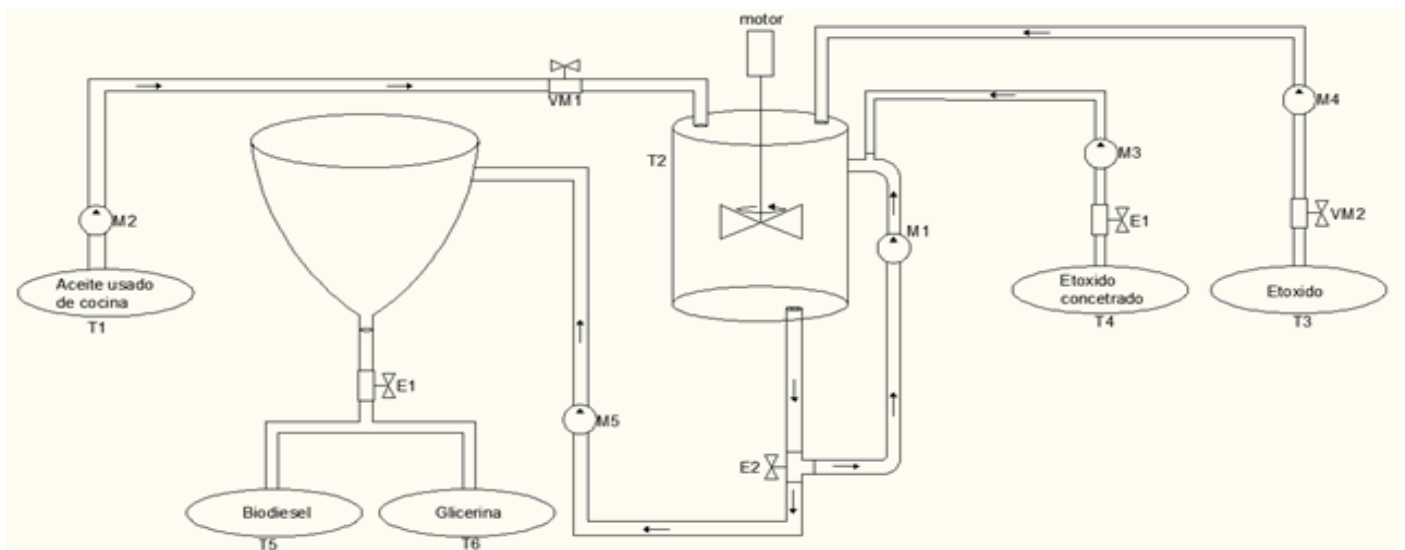 motor
VM1
M4
T2
M3
M2
E1
VM2
M1
Aceite usado
de cocina
T1
Etoxido
concetrado
T4
Etoxido
T3
E1
M5
E2
Biodiesel
T5
Glicerina
T6